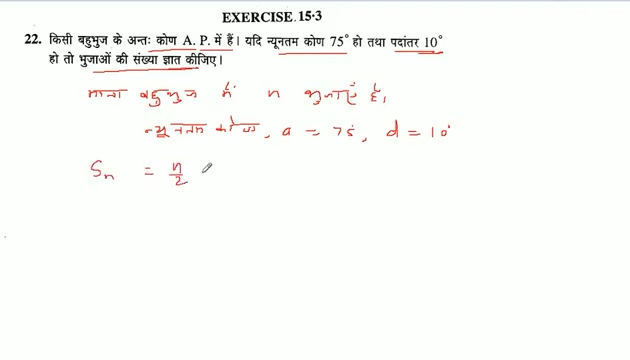 EXERCISE.15·3
22. किसी बहुभुज के अन्तः कोण A. P. में हैं। यदि न्यूनतम कोण 75° हो तथा पदांतर 10°
हो तो भुजाओं की संख्या ज्ञात कीजिए।
माना बहुभुज में n भुजाएँ हैं,
न्यूनतम कोण, a = 75°, d = 10°
Sn = n/2